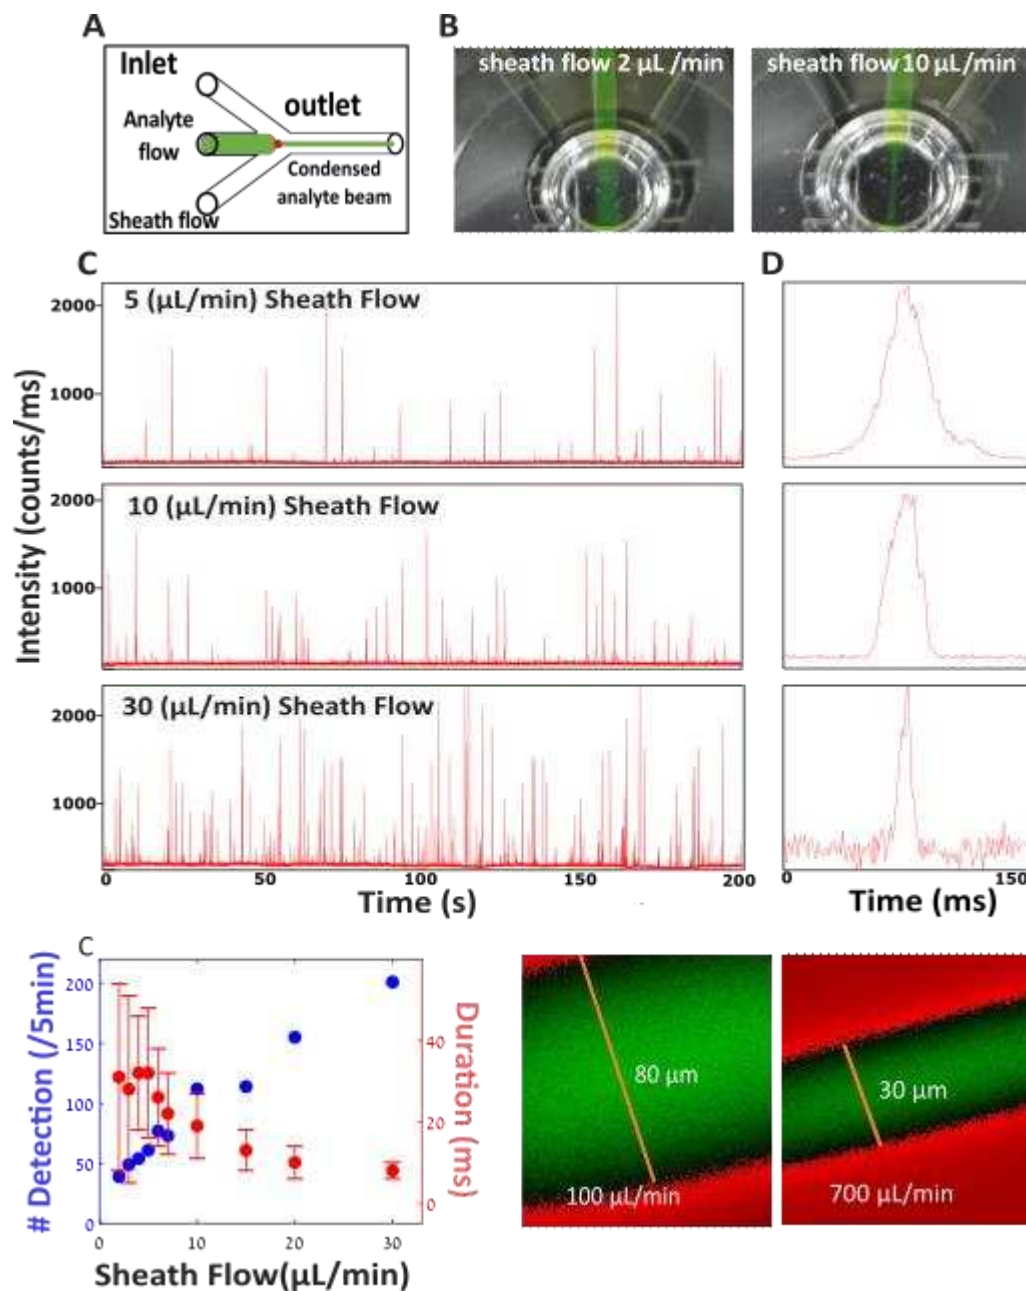 A
Inlet
outlet
Analyte
flow
Condensed
analyte beam
Sheath flow
B
sheath flow 2 µL /min
sheath flow 10 µL/min
C
D
Intensity (counts/ms)
5 (µL/min) Sheath Flow
2000
1000
10 (µL/min) Sheath Flow
2000
1000
30 (µL/min) Sheath Flow
2000
1000
0
50
100
150
200
Time (s)
0
150
Time (ms)
C
# Detection (/5min)
200
150
100
50
0
40
20
0
Duration (ms)
0
10
20
30
Sheath Flow(µL/min)
80 µm
100 µL/min
30 µm
700 µL/min